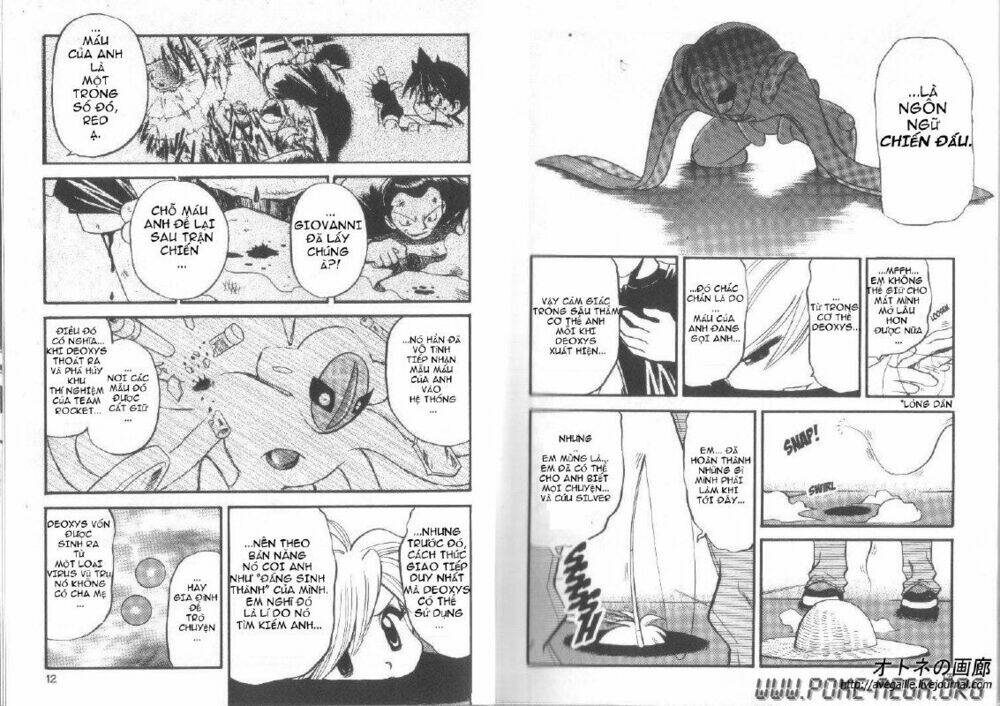 ...
MÁU
CỦA ANH
LÀ
MỘT
TRONG
SỐ ĐÓ,
RED
Ạ.
...
GIOVANNI
ĐÃ LẤY
CHÚNG
À?!
CHỖ MÁU
ANH ĐỂ LẠI
SAU TRẬN
CHIẾN
...
...NÓ HẲN ĐÃ
VÔ TÌNH
TIẾP NHẬN
MẪU MÁU
CỦA ANH
VÀO
HỆ THỐNG
...
ĐIỀU ĐÓ
CÓ NGHĨA...
KHI DEOXYS
THOÁT RA
VÀ PHÁ HỦY
KHU
THÍ NGHIỆM
CỦA TEAM
ROCKET...
...
NƠI CÁC
MẪU ĐÓ
ĐƯỢC
CẤT GIỮ
...NHƯNG
TRƯỚC ĐÓ,
CÁCH THỨC
GIAO TIẾP
DUY NHẤT
MÀ DEOXYS
CÓ THỂ
SỬ DỤNG
...
...NÊN THEO
BẢN NĂNG
NÓ COI ANH
NHƯ "ĐẤNG SINH
THÀNH" CỦA MÌNH.
EM NGHĨ ĐÓ
LÀ LÍ DO NÓ
TÌM KIẾM ANH...
DEOXYS VỐN
ĐƯỢC
SINH RA
TỪ
MỘT LOẠI
VIRUS VŨ TRỤ,
NÓ KHÔNG
CÓ CHA MẸ
...
...
HAY
GIA ĐÌNH
ĐỂ
TRÒ
CHUYỆN...
12
...LÀ
NGÔN
NGỮ
CHIẾN ĐẤU.
...MFFH...
EM KHÔNG
THỂ GIỮ CHO
MẮT MÌNH
MỞ LÂU
HƠN
ĐƯỢC NỮA
LOOSEN
*LỎNG DẦN
TỪ TRONG
CƠ THỂ
DEOXYS...
...ĐÓ CHẮC
CHẮN LÀ DO
...
MÁU CỦA
ANH ĐANG
GỌI ANH...
VẬY CẢM GIÁC
TRONG SÂU THẲM
CƠ THỂ ANH
MỖI KHI
DEOXYS
XUẤT HIỆN...
SNAP!
SWIRL
EM... ĐÃ
HOÀN THÀNH
NHỮNG GÌ
MÌNH PHẢI
LÀM KHI
TỚI ĐÂY...
NHƯNG
EM MỪNG LÀ...
EM ĐÃ CÓ THỂ
CHO ANH BIẾT
MỌI CHUYỆN...
VÀ CỨU SILVER
オトネの画廊
http://avegaille.livejournal.com/
WWW.POKE-MEGA.ORG